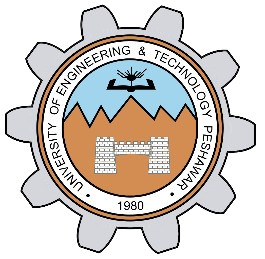 UNIVERSITY OF ENGINEERING & TECHNOLOGY PESHAWAR
1980